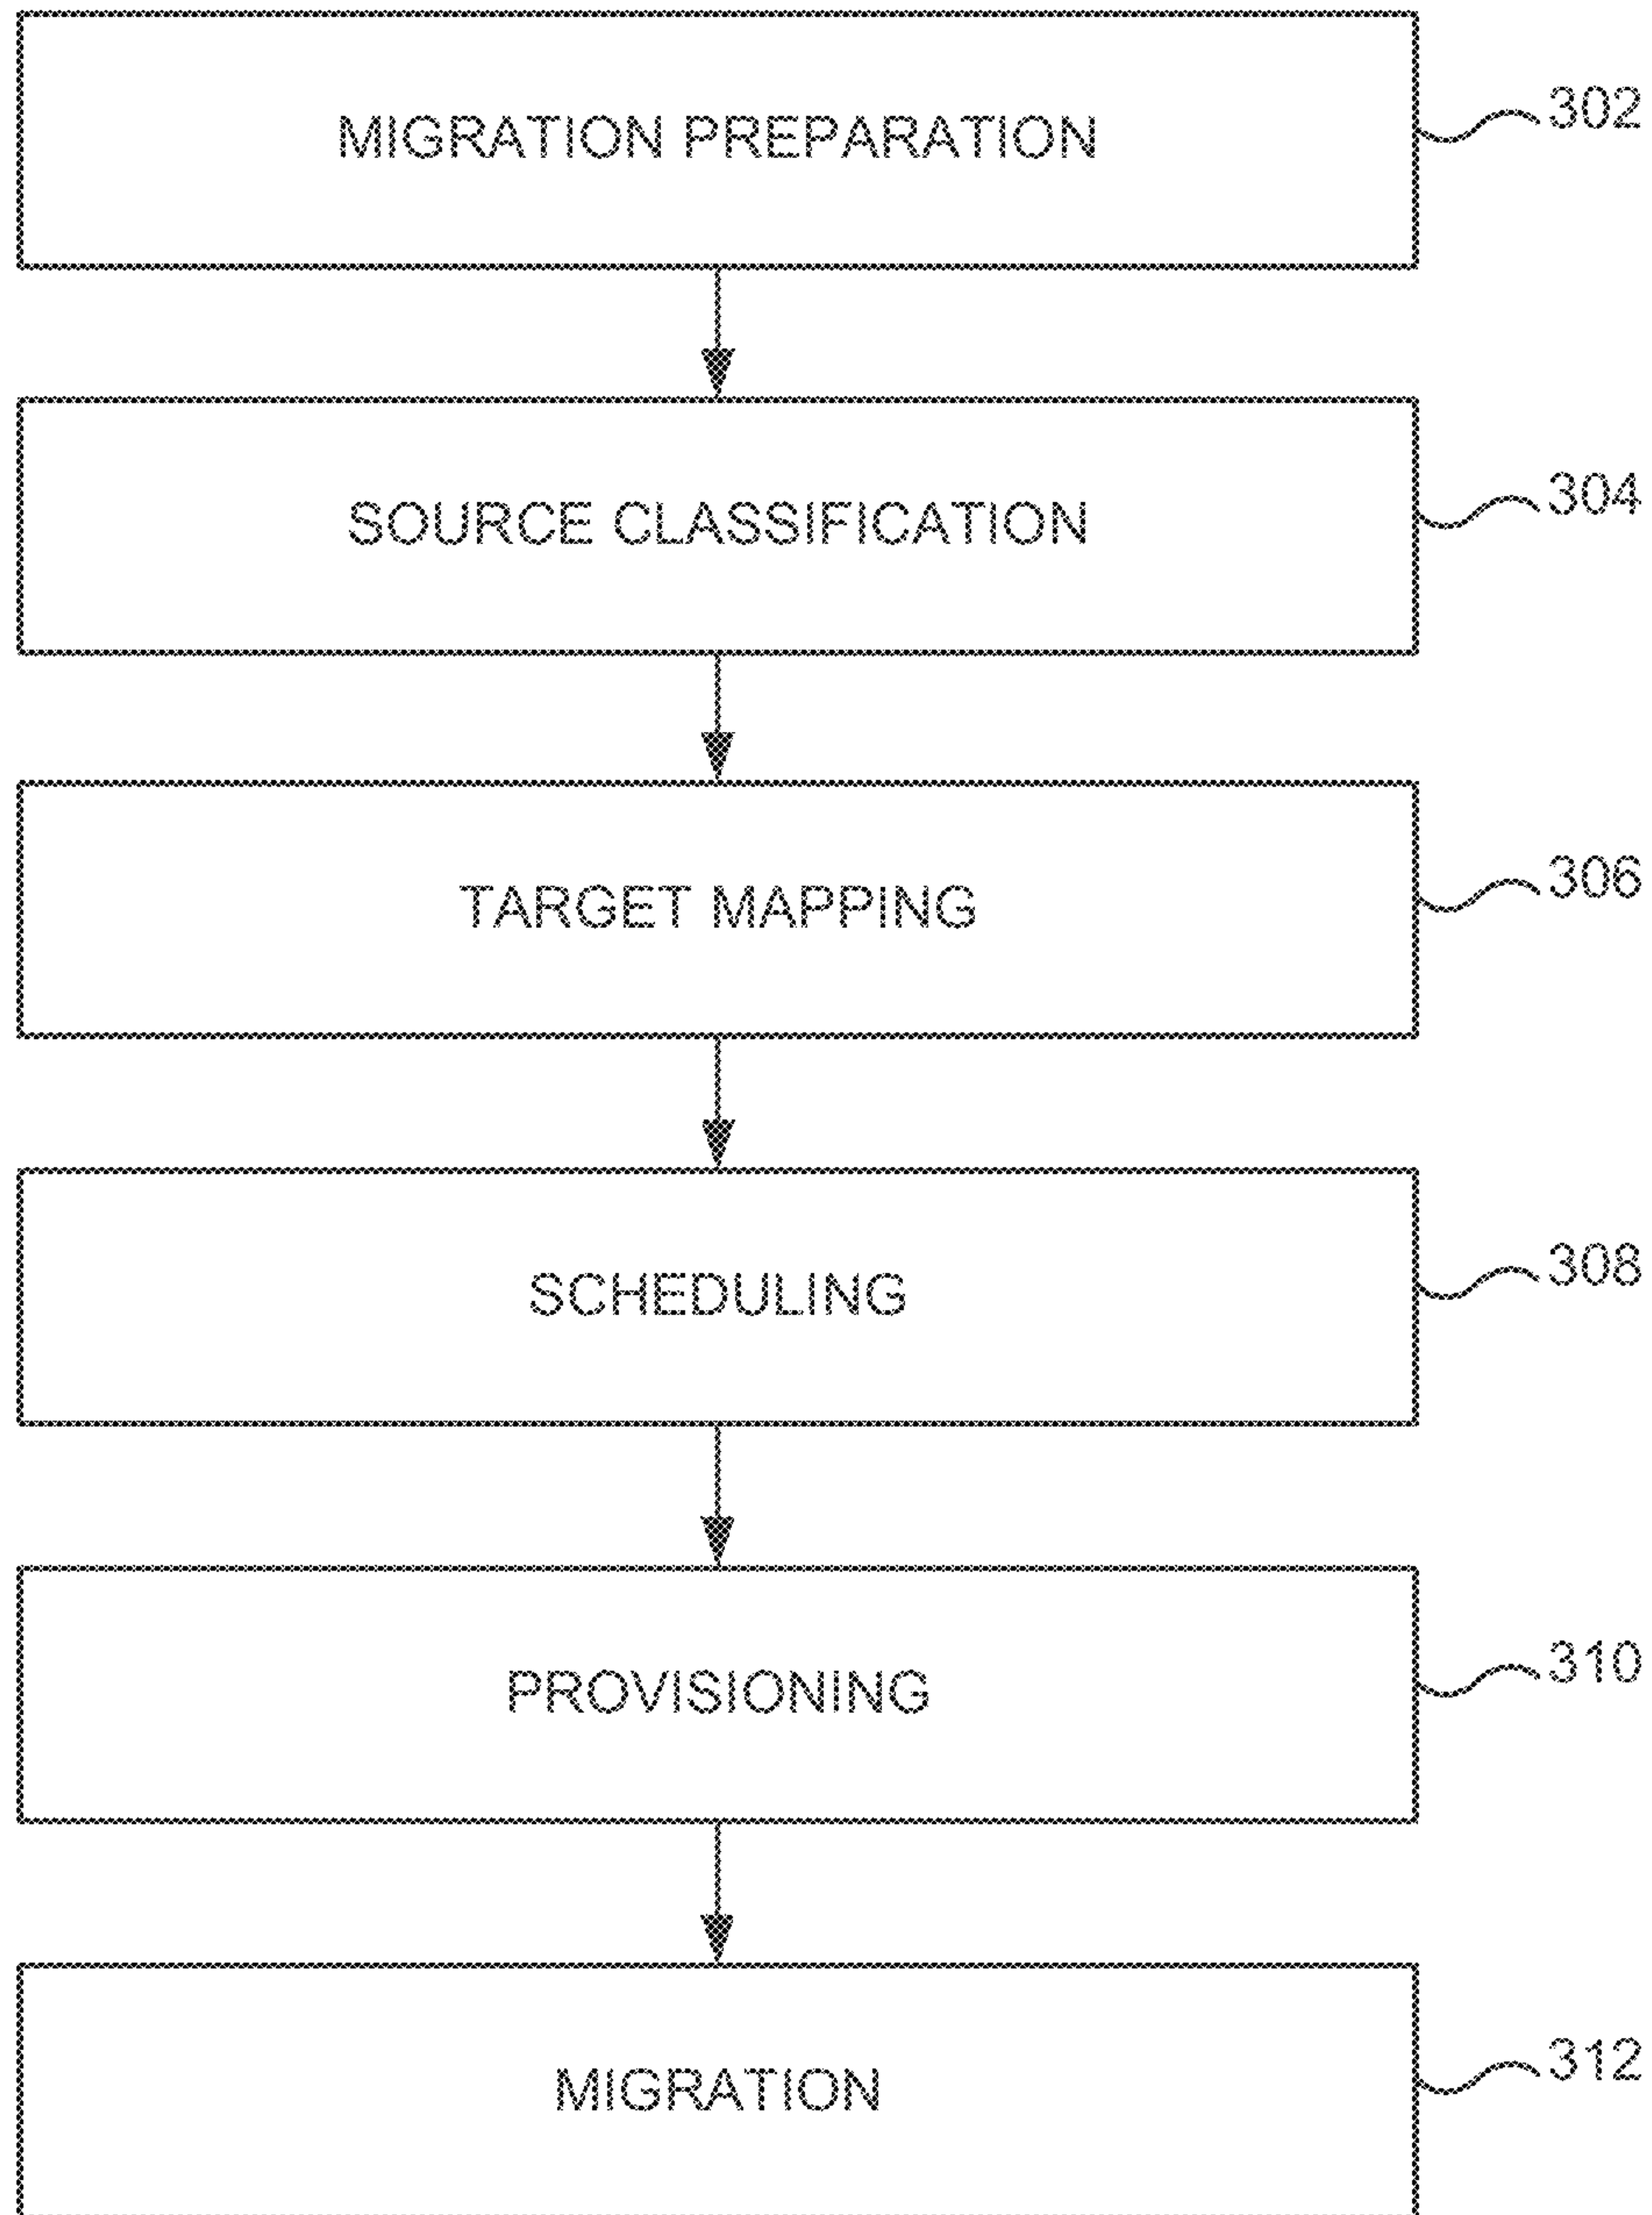 MIGRATION PREPARATION
302
SOURCE CLASSIFICATION
304
TARGET MAPPING
306
SCHEDULING
308
PROVISIONING
310
MIGRATION
312